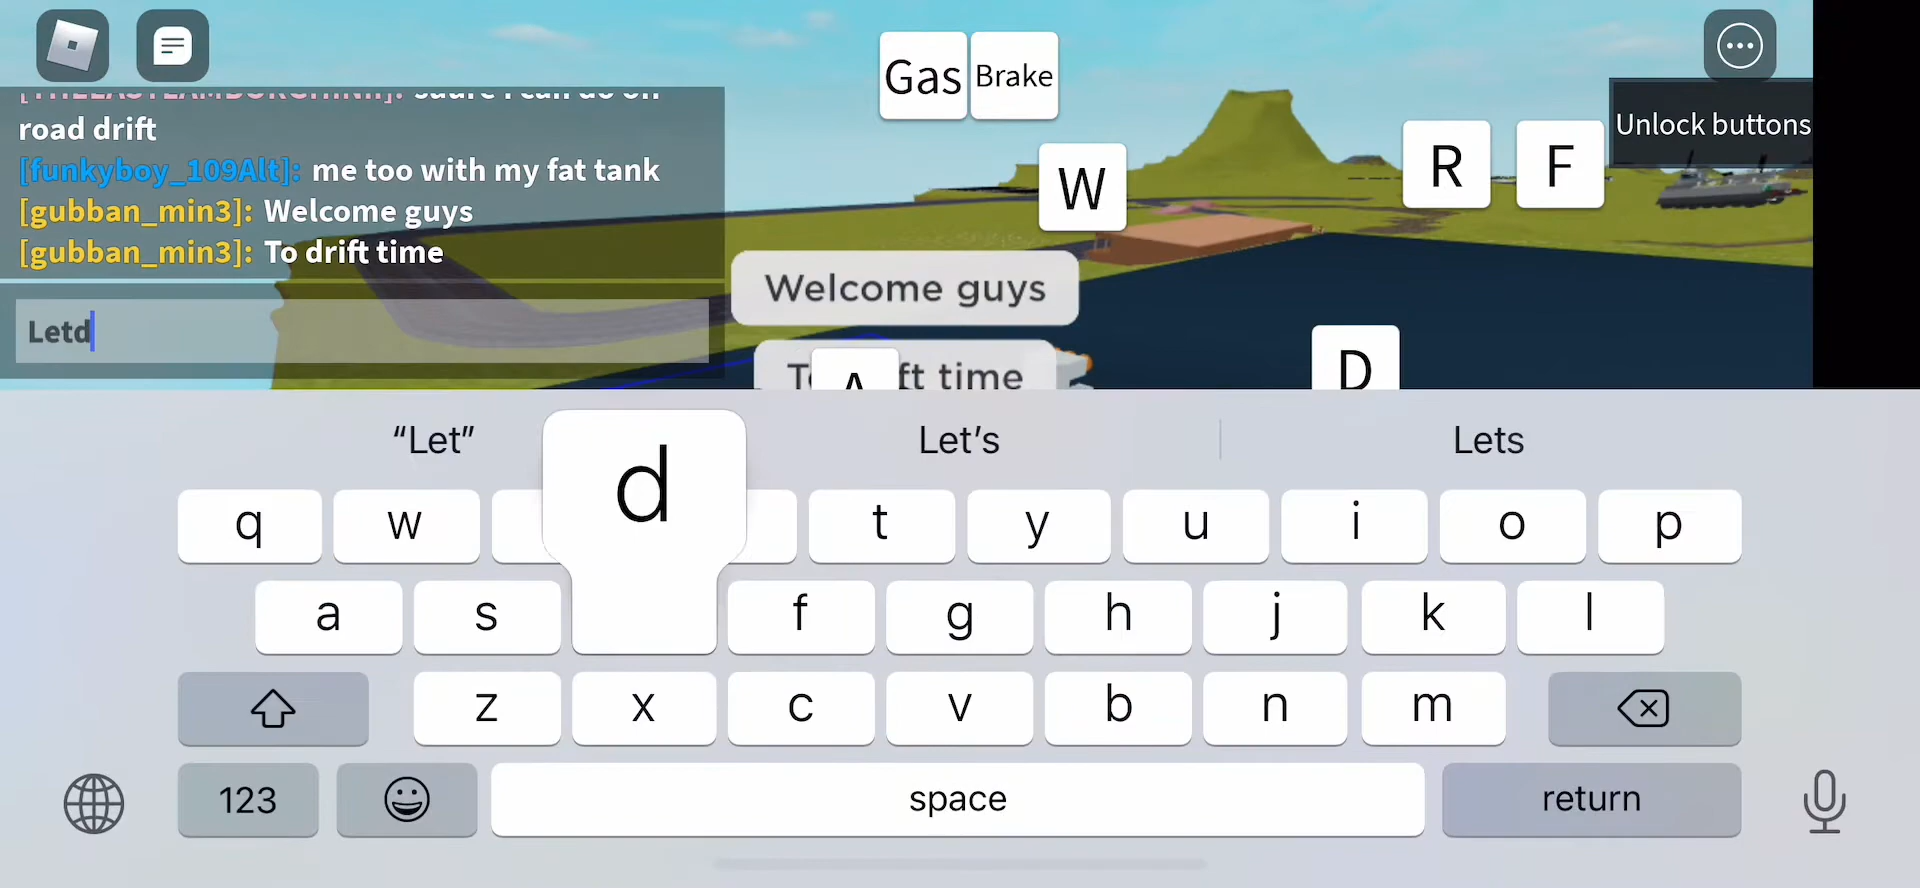 Gas Brake
Unlock buttons
road drift
[funkyboy_109Alt]: me too with my fat tank
[gubban_min3]: Welcome guys
[gubban_min3]: To drift time
W
R F
Welcome guys
Letd
D
A
time
“Let” Let’s Lets
d
q w t y u i o p
a s f g h j k l
z x c v b n m
123 space return